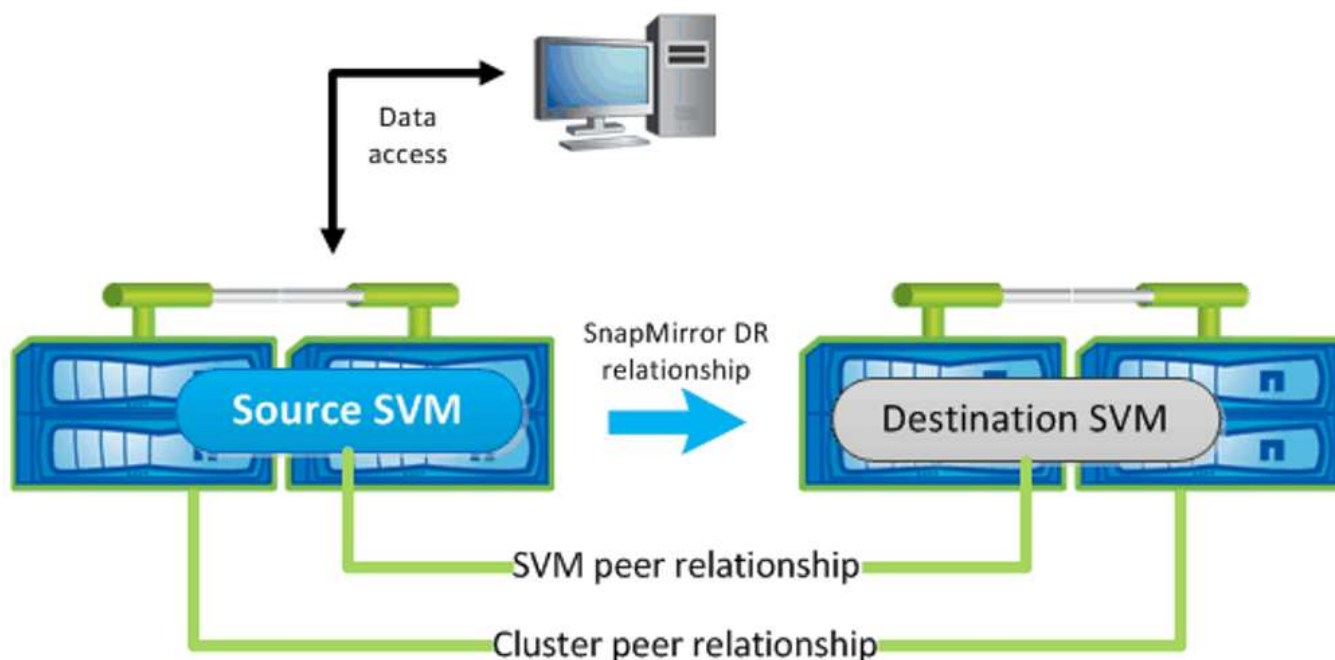 Data
access
SnapMirror DR
relationship
Source SVM
Destination SVM
SVM peer relationship
Cluster peer relationship